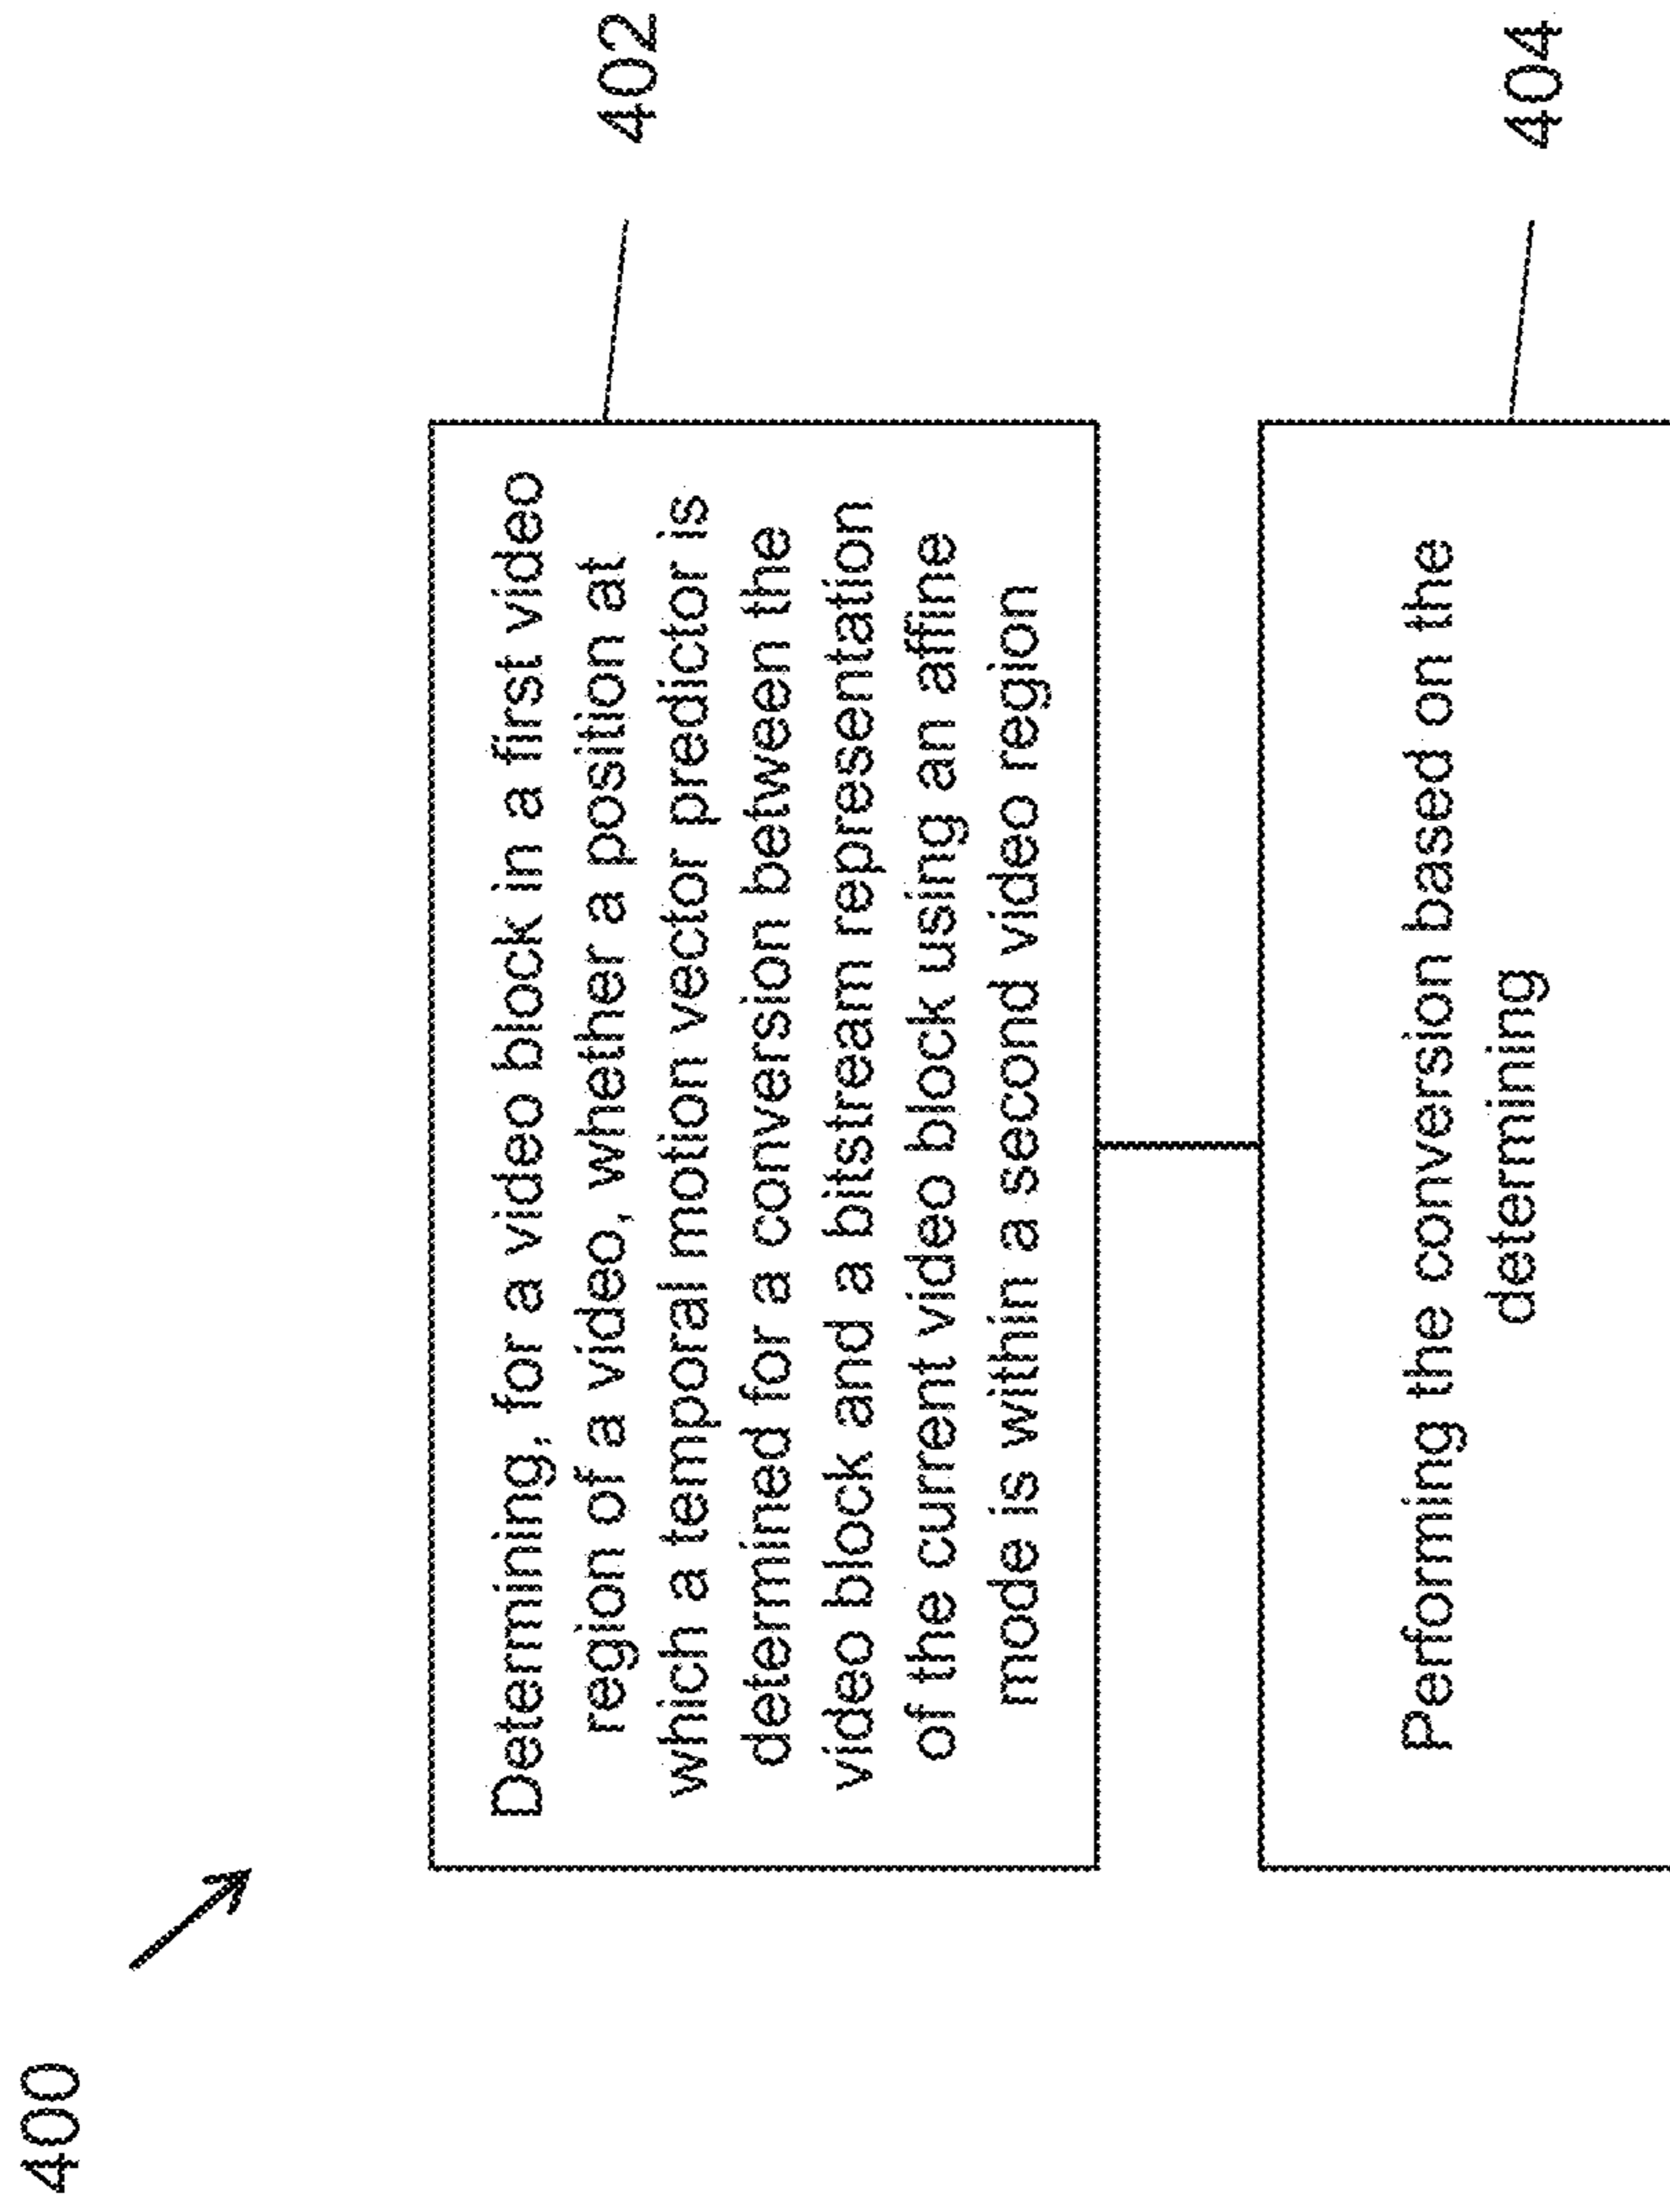 400
Determining, for a video block in a first video
region of a video, whether a position at
which a temporal motion vector predictor is
determined for a conversion between the
video block and a bitstream representation
of the current video block using an affine
mode is within a second video region
402
Performing the conversion based on the
determining
404